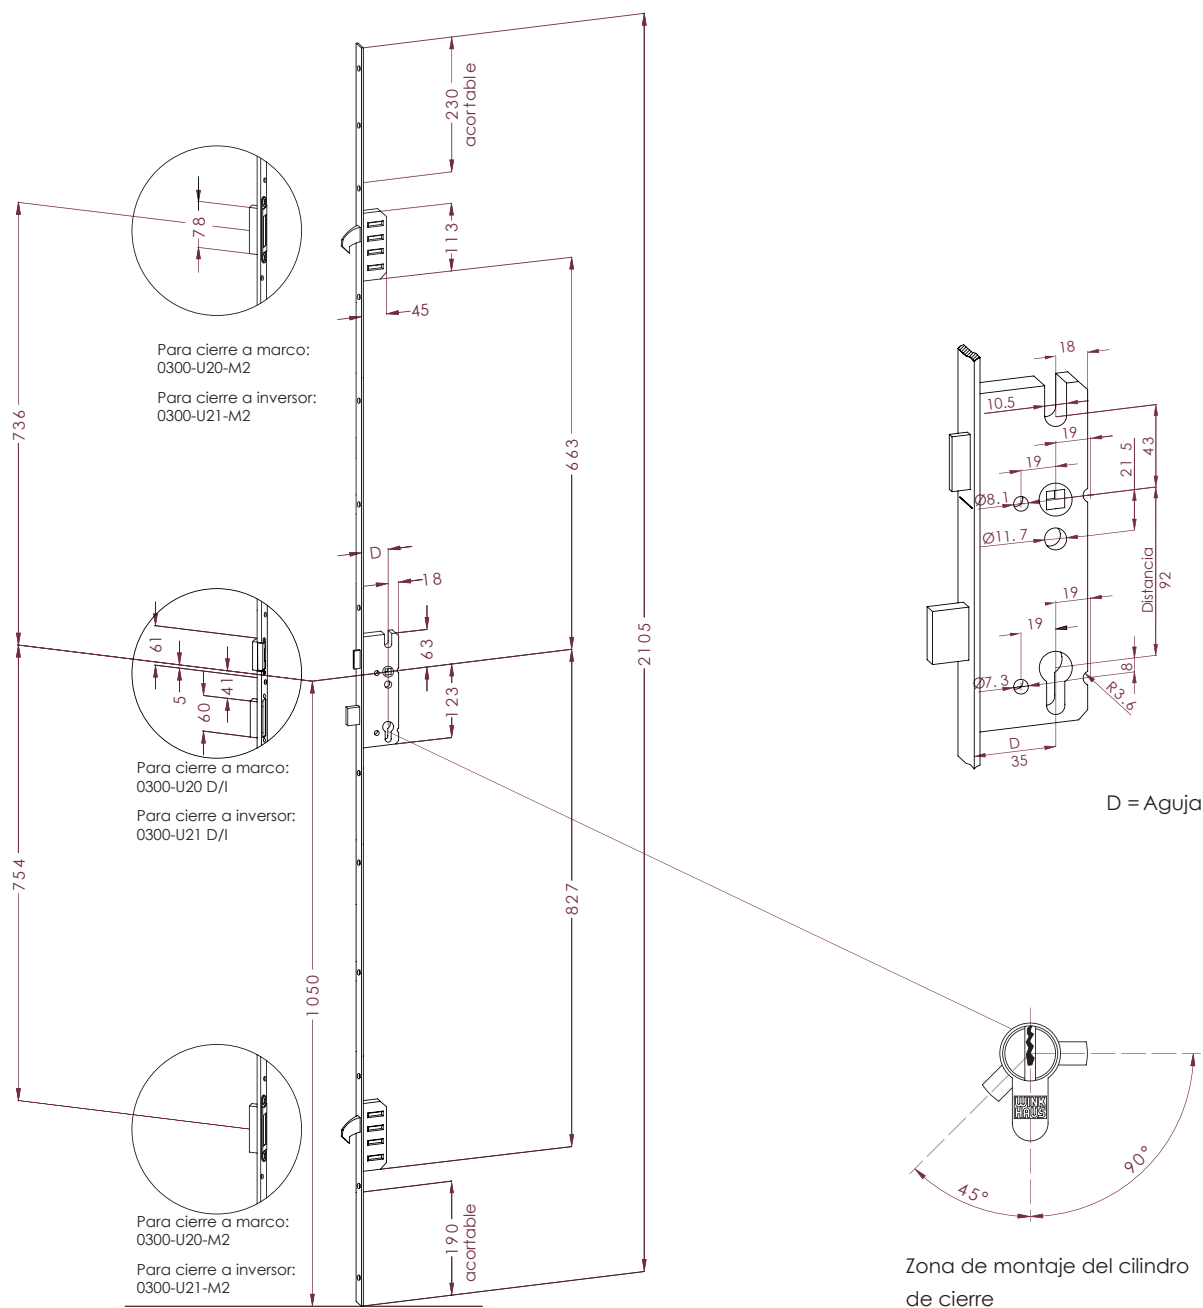 230
acortable
78
113
45
Para cierre a marco:
0300-U20-M2
Para cierre a inversor:
0300-U21-M2
736
663
2105
D
18
63
61
5
41
60
123
Para cierre a marco:
0300-U20 D/I
Para cierre a inversor:
0300-U21 D/I
754
827
1050
190
acortable
Para cierre a marco:
0300-U20-M2
Para cierre a inversor:
0300-U21-M2
18
10.5
19
43
21.5
19
Ø8.1
Ø11.7
Distancia
92
19
19
8
Ø7.3
R3.6
D
35
D = Aguja
WINK
HAUS
90°
45°
Zona de montaje del cilindro
de cierre